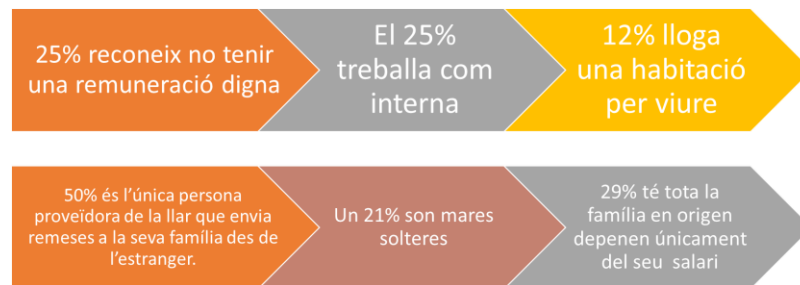 25% reconeix no tenir
una remuneració digna
El 25%
treballa com
interna
12% lloga
una habitació
per viure
50% és l’única persona
proveïdora de la llar que envia
remeses a la seva família des de
l’estranger.
Un 21% son mares
solteres
29% té tota la
família en origen
depenen únicament
del seu salari